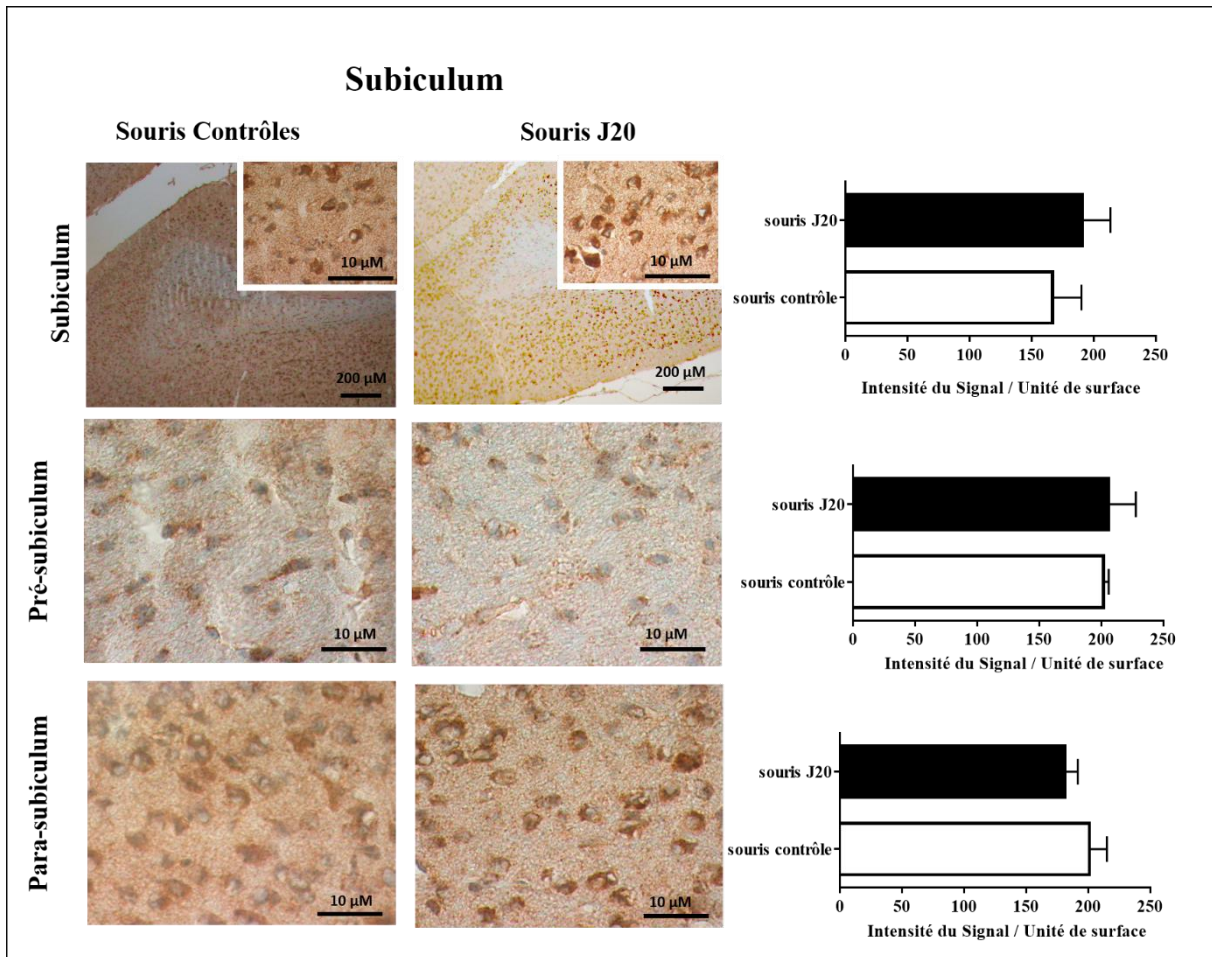 Subiculum
Souris Contrôles
Souris J20
Subiculum
10 µM
200 µM
10 µM
200 µM
souris J20
souris contrôle
0 50 100 150 200 250
Intensité du Signal / Unité de surface
Pré-subiculum
10 µM
10 µM
souris J20
souris contrôle
0 50 100 150 200 250
Intensité du Signal / Unité de surface
Para-subiculum
10 µM
10 µM
souris J20
souris contrôle
0 50 100 150 200 250
Intensité du Signal / Unité de surface